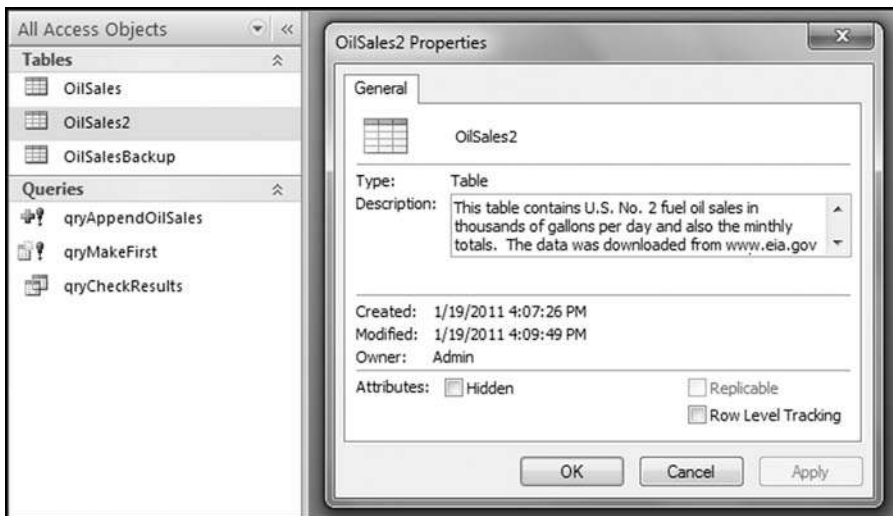 All Access Objects
Tables
OilSales
OilSales2
OilSalesBackup
Queries
qryAppendOilSales
qryMakeFirst
qryCheckResults
OilSales2 Properties
General
OilSales2
Type: Table
Description: This table contains U.S. No. 2 fuel oil sales in
thousands of gallons per day and also the minthly
totals. The data was downloaded from www.eia.gov
Created: 1/19/2011 4:07:26 PM
Modified: 1/19/2011 4:09:49 PM
Owner: Admin
Attributes: Hidden Replicable
Row Level Tracking
OK Cancel Apply